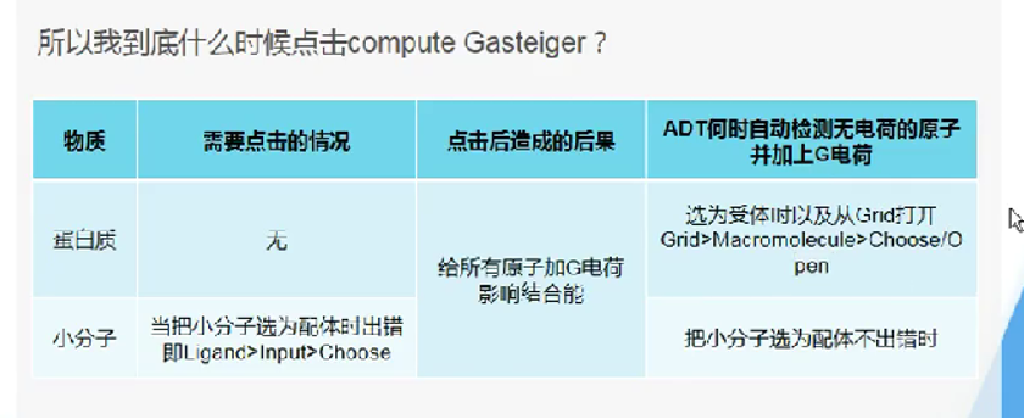 所以我到底什么时候点击compute Gasteiger？
物质
需要点击的情况
点击后造成的后果
ADT何时自动检测无电荷的原子
并加上G电荷
蛋白质
无
给所有原子加G电荷
影响结合能
选为受体时以及从Grid打开
Grid>Macromolecule>Choose/O
pen
小分子
当把小分子选为配体时出错
即Ligand>Input>Choose
把小分子选为配体不出错时